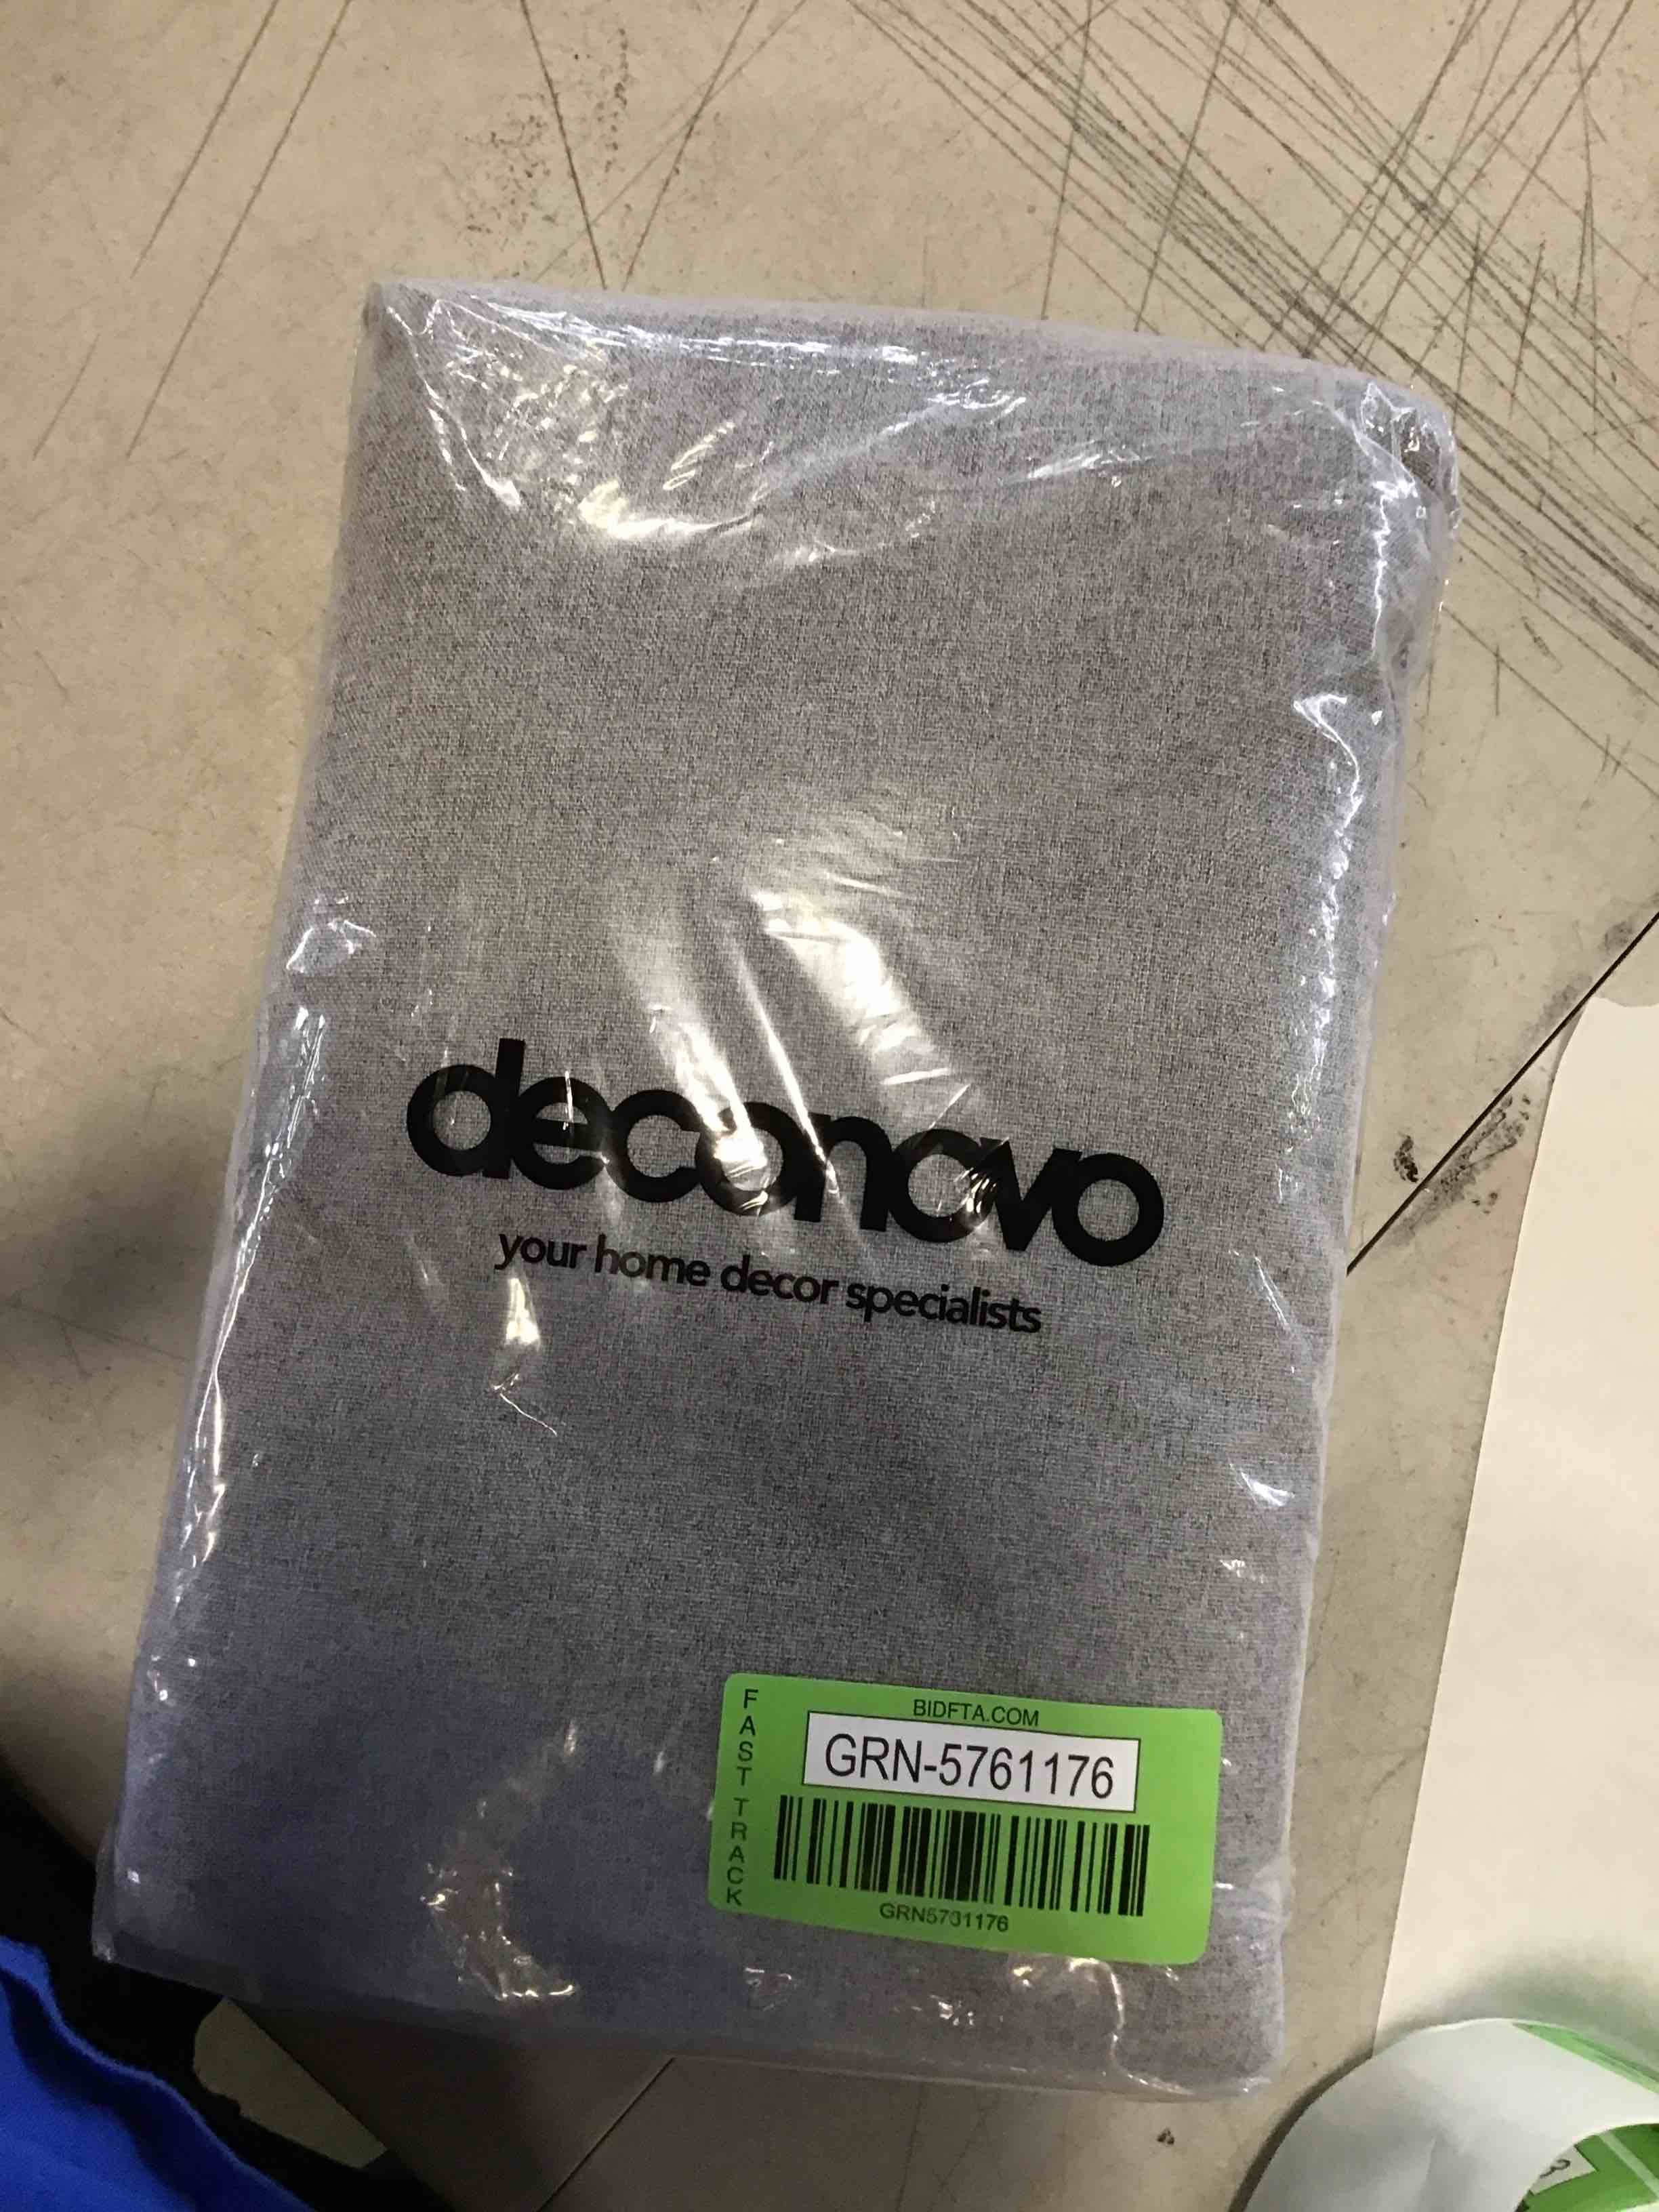 deconovo
your home decor specialists
FAST TRACK
BIDFTA.COM
GRN-5761176
GRN5761176